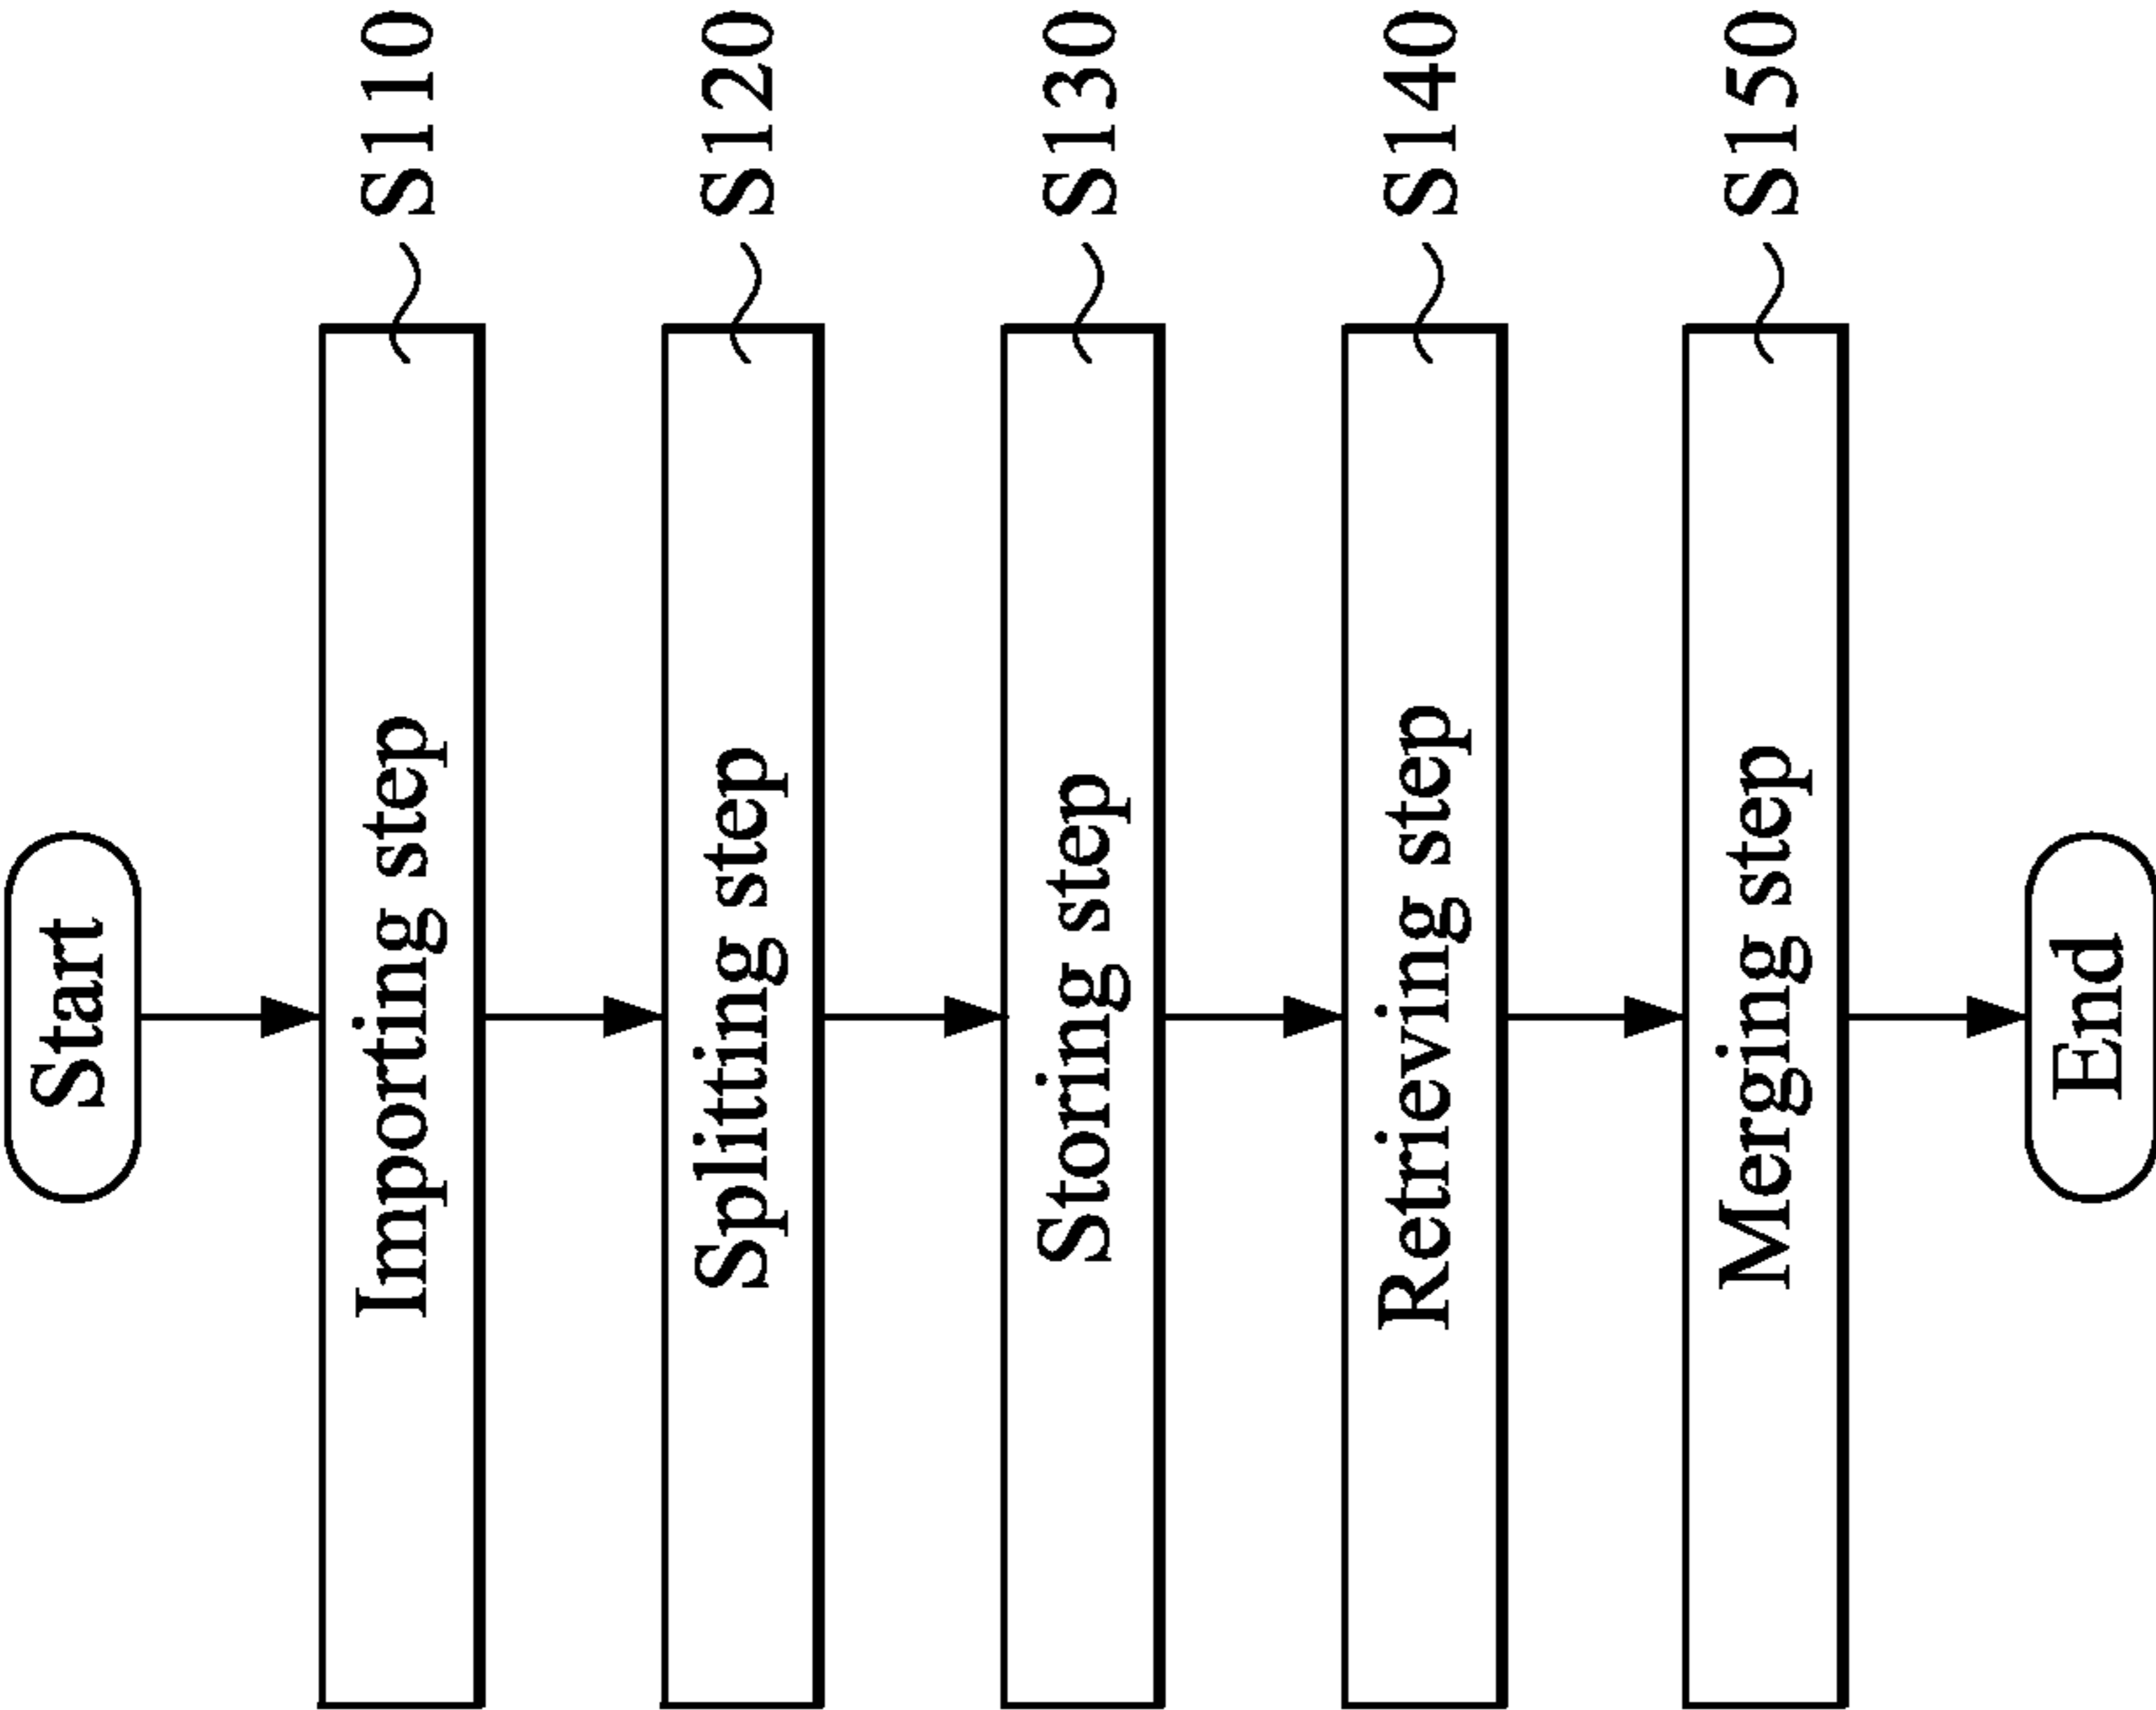 Start
Importing step
S110
Splitting step
S120
Storing step
S130
Retrieving step
S140
Merging step
S150
End